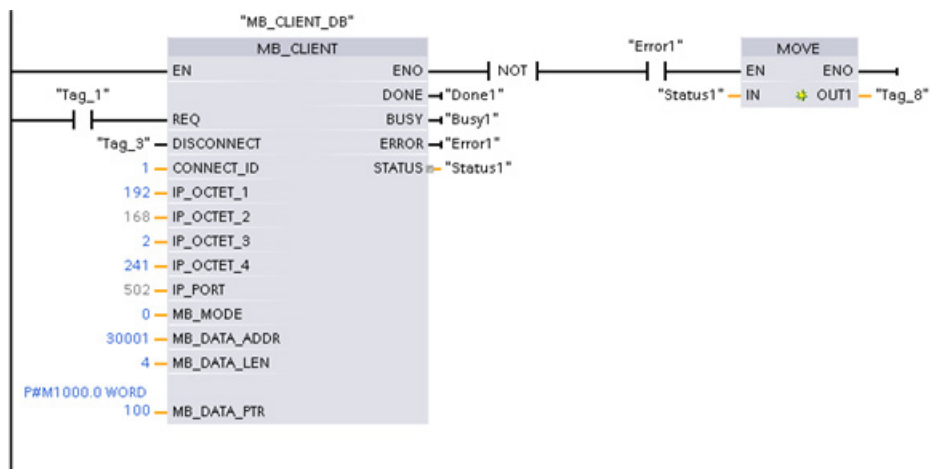 "MB_CLIENT_DB"
MB_CLIENT
EN ENO
NOT
"Error1"
MOVE
EN ENO
"Status1" IN OUT1 "Tag_8"
"Tag_1"
REQ
DONE "Done1"
BUSY "Busy1"
"Tag_3" DISCONNECT ERROR "Error1"
1 CONNECT_ID STATUS "Status1"
192 IP_OCTET_1
168 IP_OCTET_2
2 IP_OCTET_3
241 IP_OCTET_4
502 IP_PORT
0 MB_MODE
30001 MB_DATA_ADDR
4 MB_DATA_LEN
P#M1000.0 WORD
100 MB_DATA_PTR